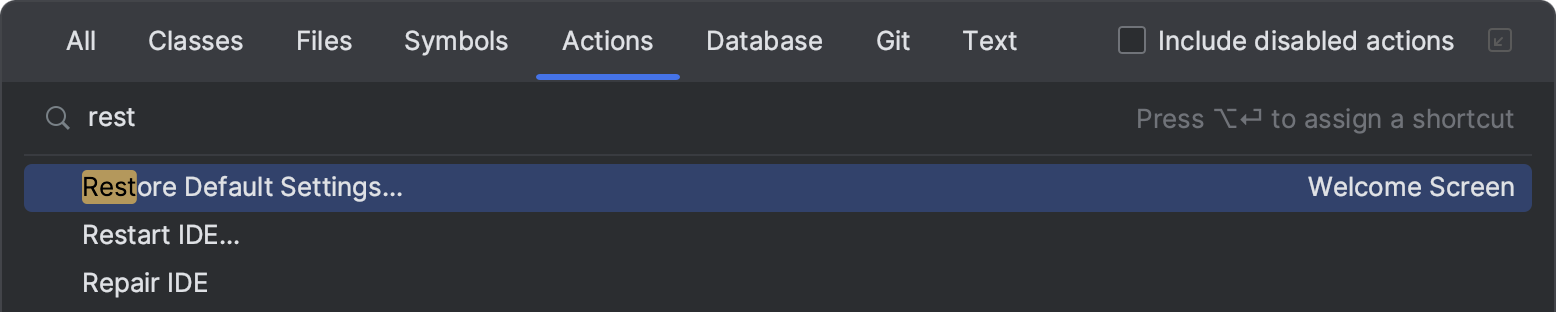 All Classes Files Symbols Actions Database Git Text Include disabled actions
rest Press ⌥↩ to assign a shortcut
Restore Default Settings... Welcome Screen
Restart IDE...
Repair IDE